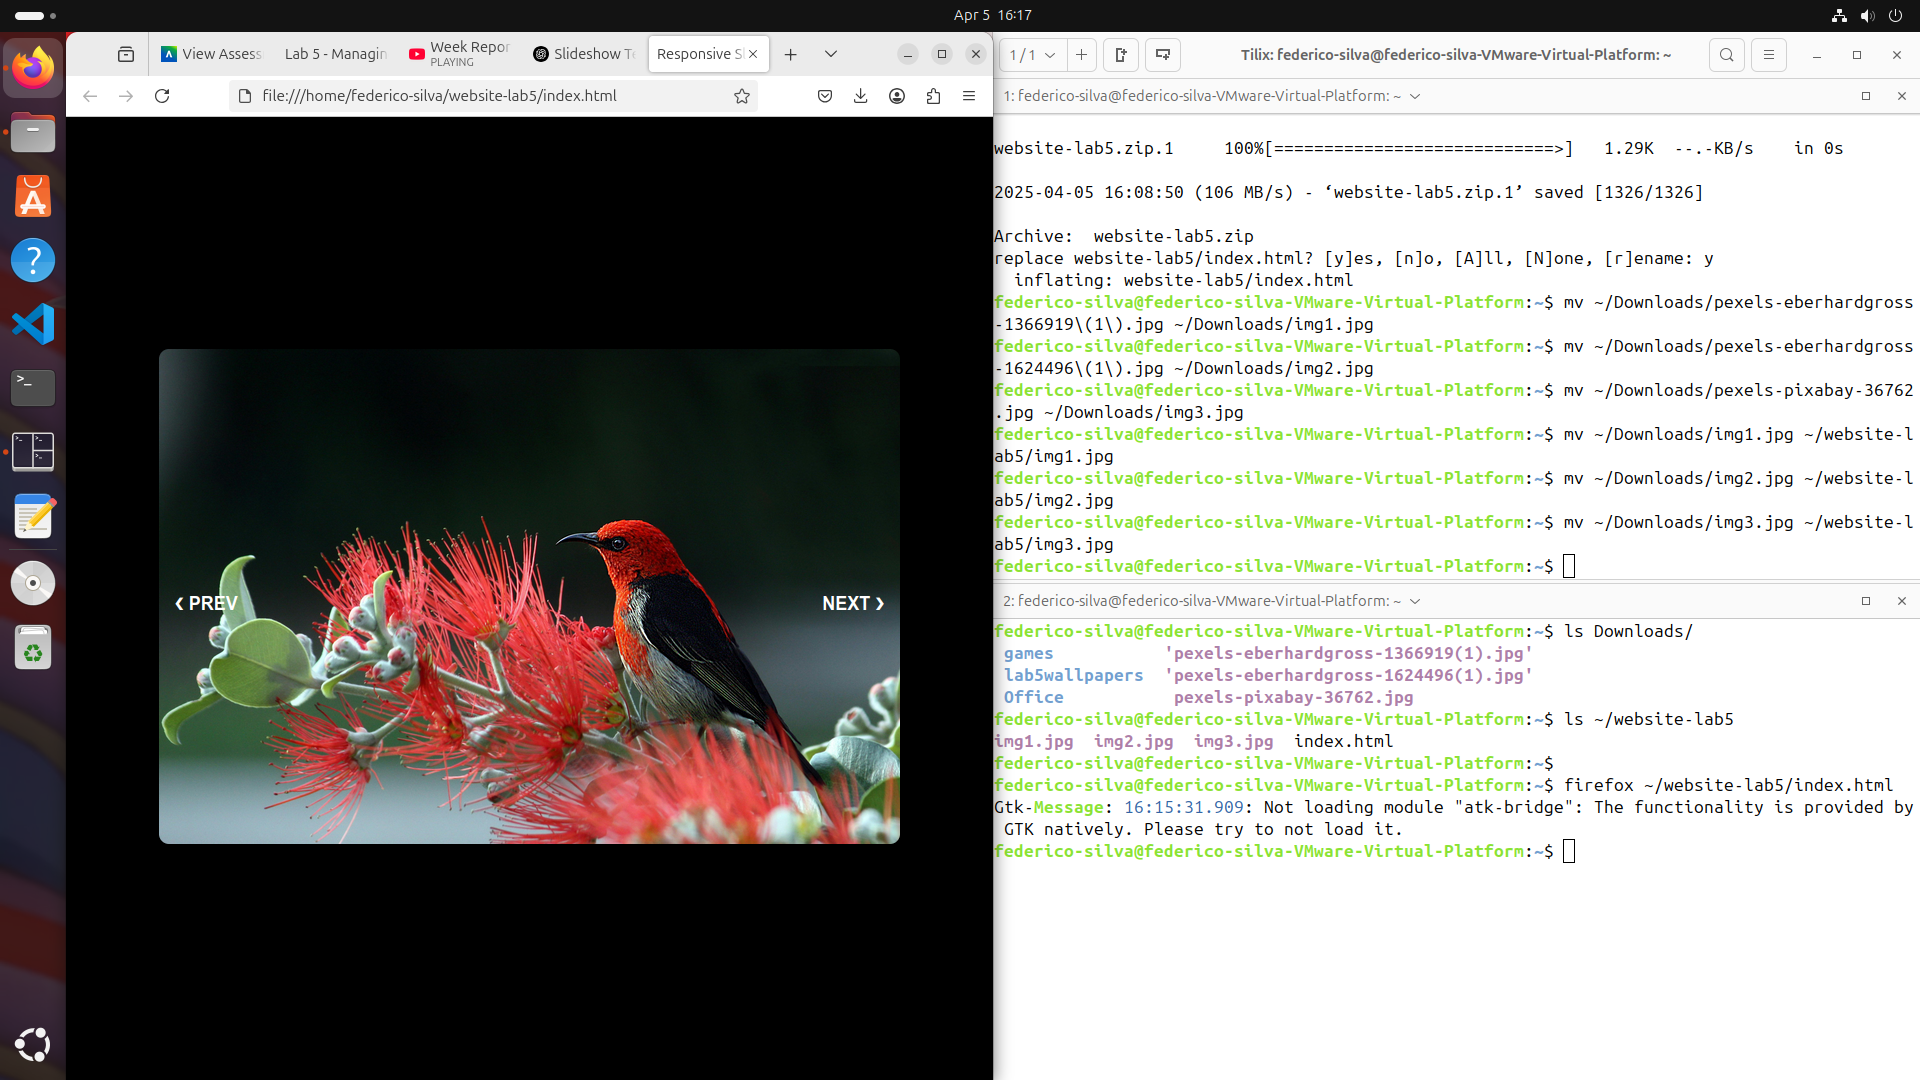 Apr 5 16:17
View Assess
Lab 5 - Managin
Week Repor
PLAYING
Slideshow Te
Responsive Sl
file:///home/federico-silva/website-lab5/index.html
❮ PREV
NEXT ❯
1 / 1
Tilix: federico-silva@federico-silva-VMware-Virtual-Platform: ~
1: federico-silva@federico-silva-VMware-Virtual-Platform: ~
website-lab5.zip.1     100%[============================>]   1.29K  --.-KB/s    in 0s
2025-04-05 16:08:50 (106 MB/s) - ‘website-lab5.zip.1’ saved [1326/1326]
Archive:  website-lab5.zip
replace website-lab5/index.html? [y]es, [n]o, [A]ll, [N]one, [r]ename: y
  inflating: website-lab5/index.html
federico-silva@federico-silva-VMware-Virtual-Platform:~$ mv ~/Downloads/pexels-eberhardgross
-1366919\(1\).jpg ~/Downloads/img1.jpg
federico-silva@federico-silva-VMware-Virtual-Platform:~$ mv ~/Downloads/pexels-eberhardgross
-1624496\(1\).jpg ~/Downloads/img2.jpg
federico-silva@federico-silva-VMware-Virtual-Platform:~$ mv ~/Downloads/pexels-pixabay-36762
.jpg ~/Downloads/img3.jpg
federico-silva@federico-silva-VMware-Virtual-Platform:~$ mv ~/Downloads/img1.jpg ~/website-l
ab5/img1.jpg
federico-silva@federico-silva-VMware-Virtual-Platform:~$ mv ~/Downloads/img2.jpg ~/website-l
ab5/img2.jpg
federico-silva@federico-silva-VMware-Virtual-Platform:~$ mv ~/Downloads/img3.jpg ~/website-l
ab5/img3.jpg
federico-silva@federico-silva-VMware-Virtual-Platform:~$
2: federico-silva@federico-silva-VMware-Virtual-Platform: ~
federico-silva@federico-silva-VMware-Virtual-Platform:~$ ls Downloads/
 games           'pexels-eberhardgross-1366919(1).jpg'
 lab5wallpapers  'pexels-eberhardgross-1624496(1).jpg'
 Office           pexels-pixabay-36762.jpg
federico-silva@federico-silva-VMware-Virtual-Platform:~$ ls ~/website-lab5
img1.jpg  img2.jpg  img3.jpg  index.html
federico-silva@federico-silva-VMware-Virtual-Platform:~$
federico-silva@federico-silva-VMware-Virtual-Platform:~$ firefox ~/website-lab5/index.html
Gtk-Message: 16:15:31.909: Not loading module "atk-bridge": The functionality is provided by
 GTK natively. Please try to not load it.
federico-silva@federico-silva-VMware-Virtual-Platform:~$